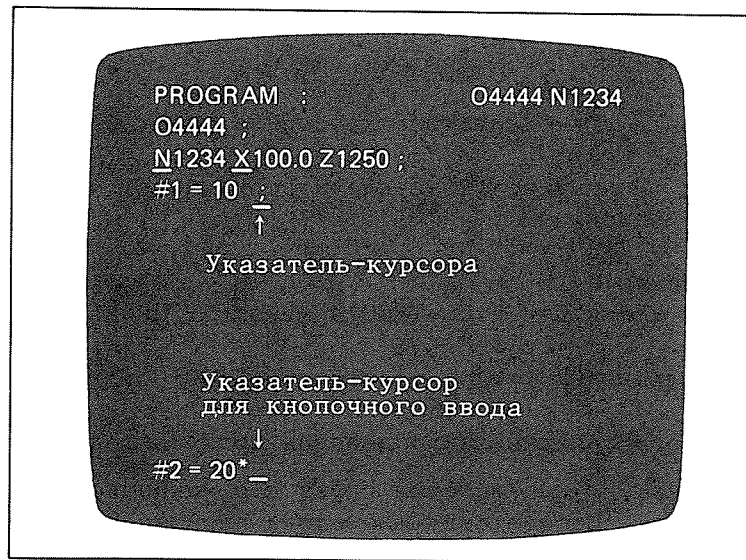 PROGRAM : O4444 N1234
O4444 ;
N1234 X100.0 Z1250 ;
#1 = 10 ;
↑
Указатель-курсора
Указатель-курсор
для кнопочного ввода
↓
#2 = 20*_